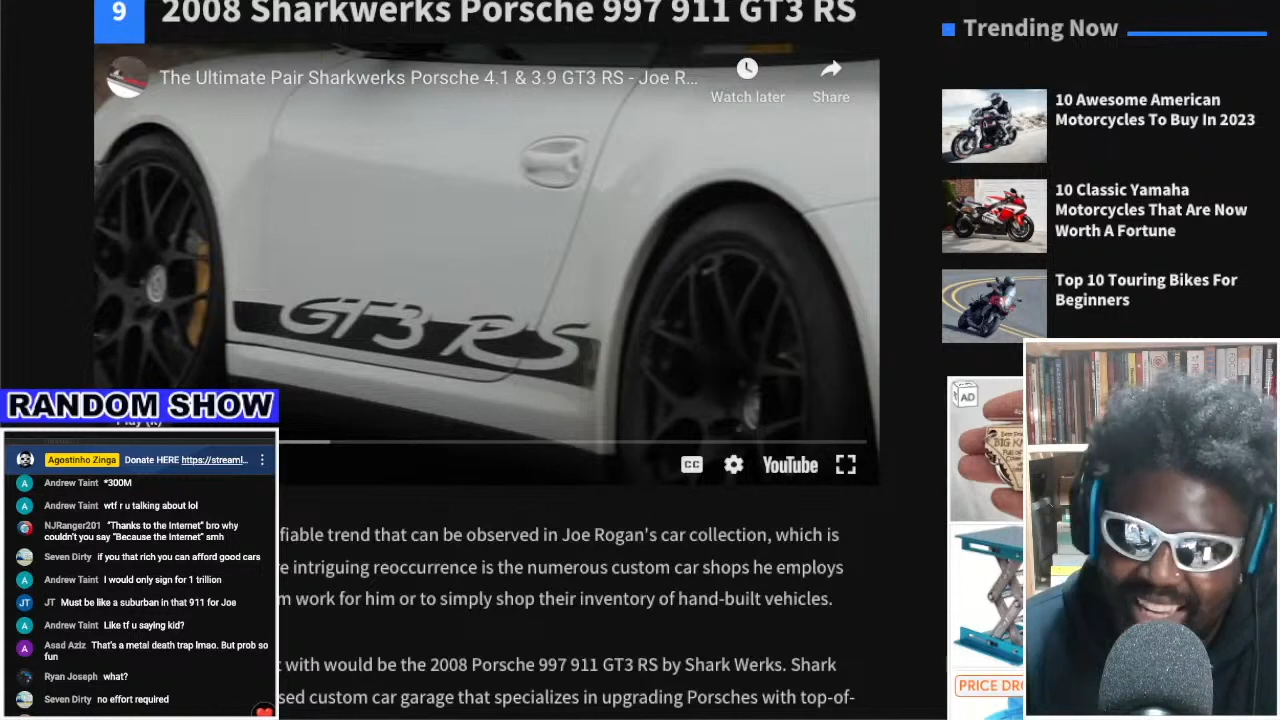 9
2008 Sharkwerks Porsche 997 911 GT3 RS
The Ultimate Pair Sharkwerks Porsche 4.1 & 3.9 GT3 RS - Joe R...
Watch later
Share
GT3 RS
CC
YouTube
fiable trend that can be observed in Joe Rogan's car collection, which is
intriguing reoccurrence is the numerous custom car shops he employs
work for him or to simply shop their inventory of hand-built vehicles.
with would be the 2008 Porsche 997 911 GT3 RS by Shark Werks. Shark
custom car garage that specializes in upgrading Porsches with top-of-
Trending Now
10 Awesome American
Motorcycles To Buy In 2023
10 Classic Yamaha
Motorcycles That Are Now
Worth A Fortune
Top 10 Touring Bikes For
Beginners
AD
PRICE DRO
RANDOM SHOW
Agostinho Zinga Donate HERE https://streaml...
A Andrew Taint *300M
A Andrew Taint wtf r u talking about lol
NJRanger201 "Thanks to the Internet" bro why
couldn't you say "Because the Internet" smh
Seven Dirty if you that rich you can afford good cars
A Andrew Taint I would only sign for 1 trillion
JT JT Must be like a suburban in that 911 for Joe
A Andrew Taint Like tf u saying kid?
A Asad Aziz That's a metal death trap lmao. But prob so
fun
Ryan Joseph what?
Seven Dirty no effort required